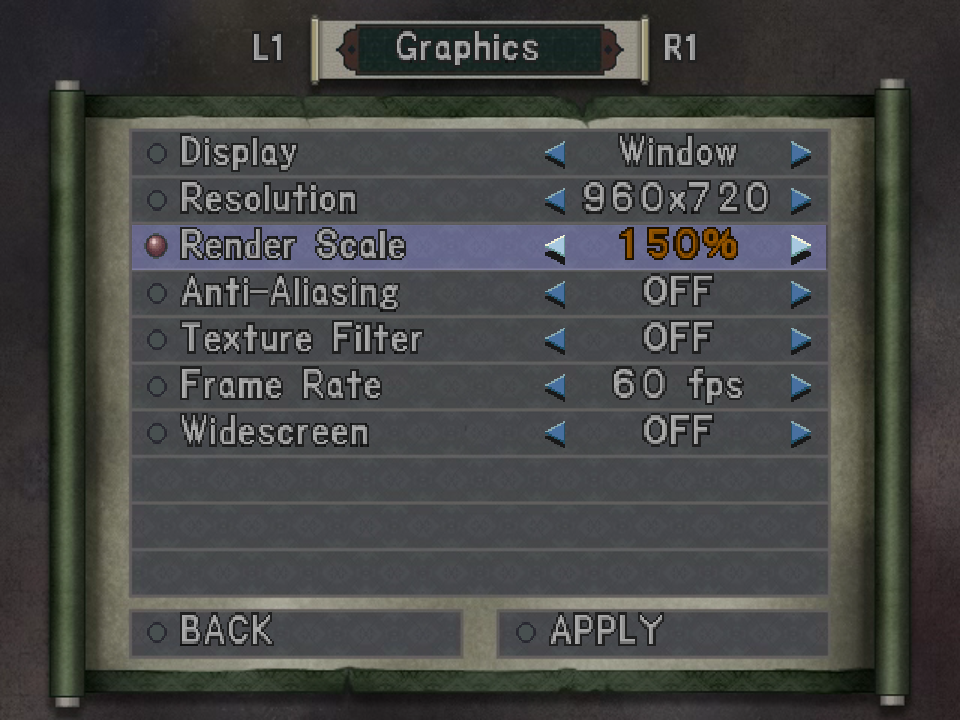 L1 Graphics R1
Display Window
Resolution 960x720
Render Scale 150%
Anti-Aliasing OFF
Texture Filter OFF
Frame Rate 60 fps
Widescreen OFF
BACK APPLY